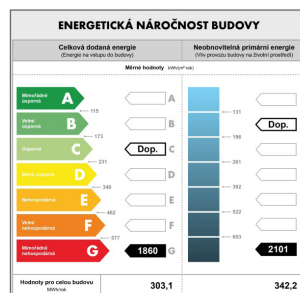 ENERGETICKÁ NÁROČNOST BUDOVY
Celková dodaná energie
(Energie na vstupu do budovy)
Neobnovitelná primární energie
(Vliv provozu budovy na životní prostředí)
Měrné hodnoty kWh/(m² rok)
Mimořádně úsporná A
A
115
131
Velmi úsporná B
B
Dop.
173
196
Úsporná C
Dop. C
231
261
Méně úsporná D
D
346
392
Nehospodárná E
E
462
522
Velmi nehospodárná F
F
577
653
Mimořádně nehospodárná G
1860 G
2101
Hodnoty pro celou budovu
MWh/rok
303,1
342,2